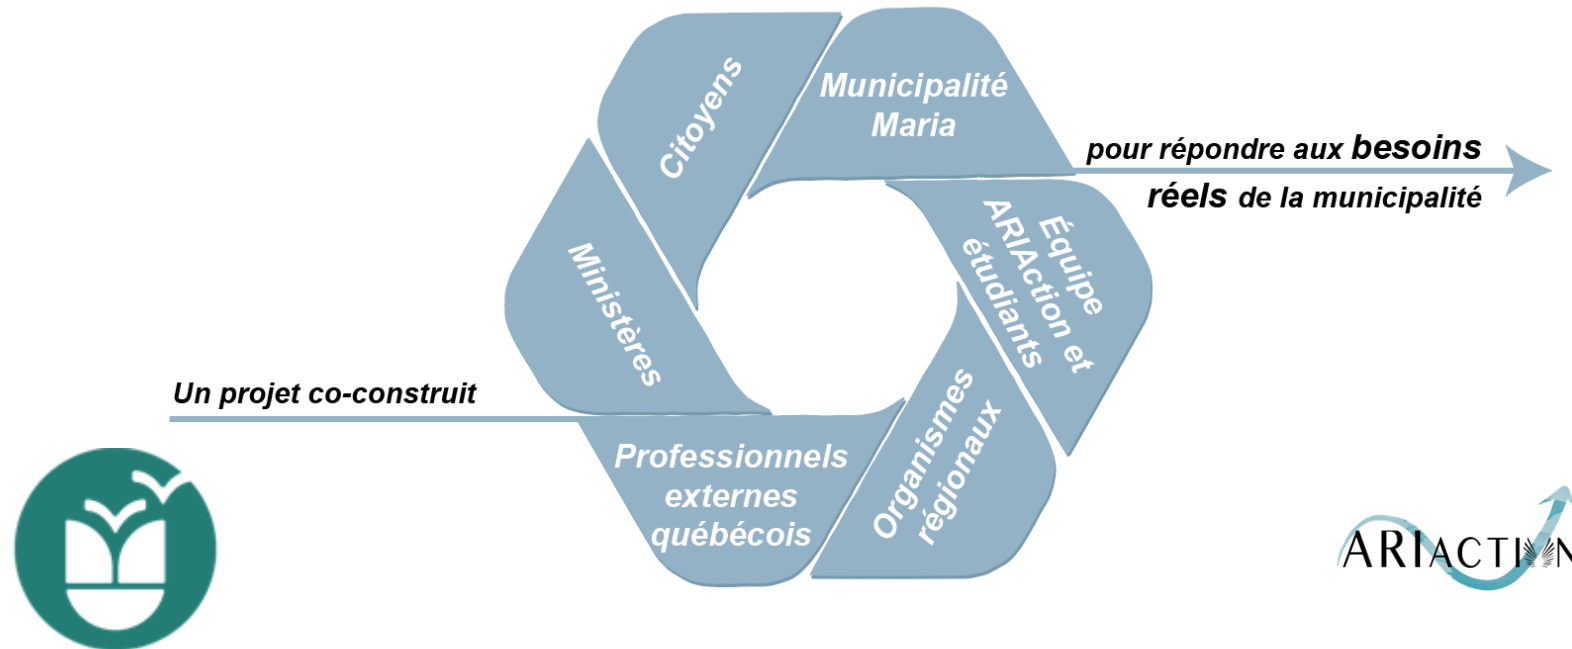 Citoyens
Municipalité
Maria
pour répondre aux besoins
réels de la municipalité
Équipe
ARIAction et
étudiants
Ministères
Un projet co-construit
Professionnels
externes
québécois
Organismes
régionaux
ARIACTION